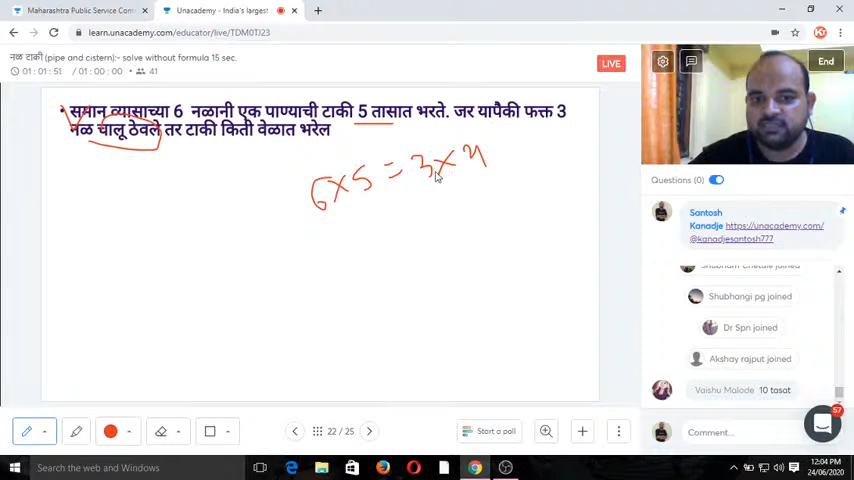 Maharashtra Public Service Com
Unacademy - India's largest
learn.unacademy.com/educator/live/TDM0TJ23
नळ टाकी (pipe and cistern):~ solve without formula 15 sec.
01:00:00
41
LIVE
End
• समान व्यासाच्या 6 नळानी एक पाण्याची टाकी 5 तासात भरते. जर यापैकी फक्त 3
नळ चालू ठेवले तर टाकी किती वेळात भरेल
6 x 5 = 3 x
Questions (0)
Santosh
Kanadje https://unacademy.com/
@kanadjesantosh777
Shubhangi pg joined
Dr Spn joined
Akshay rajput joined
Vaishu Malode 10 tasat
22 / 25
Start a poll
57
Comment...
Search the web and Windows
12:04 PM
24/06/2020